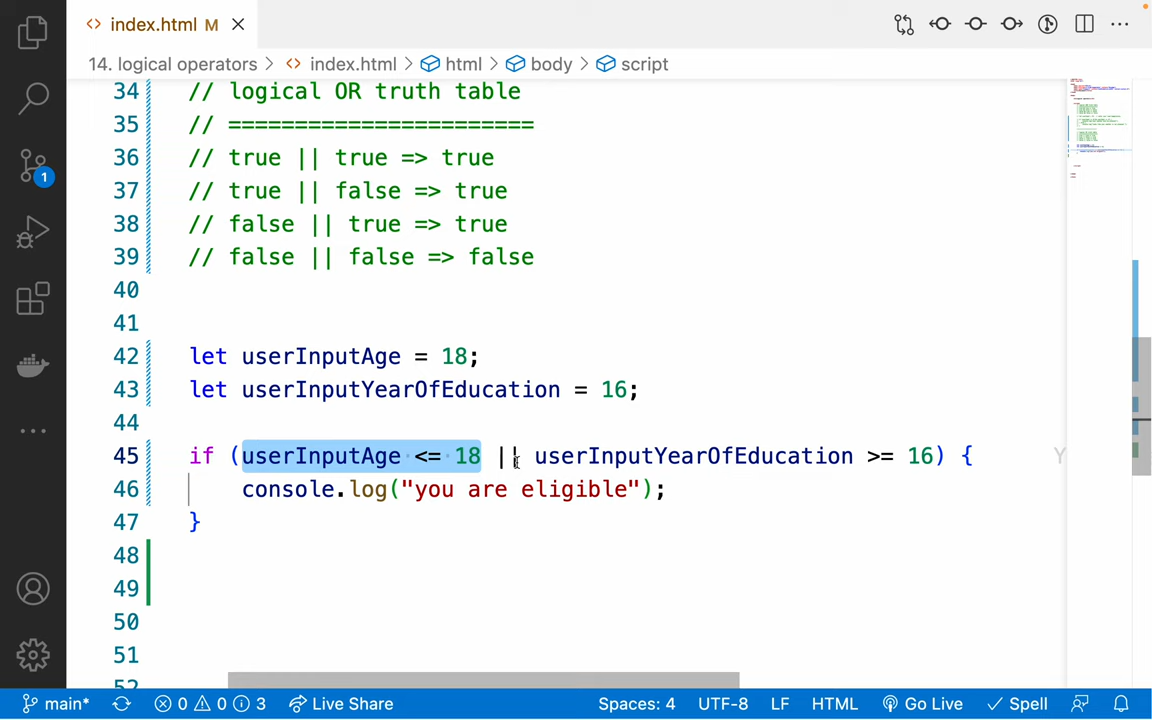 <> index.html M ×
14. logical operators > <> index.html > html > body > script
34 // logical OR truth table
35 // =======================
36 // true || true => true
37 // true || false => true
38 // false || true => true
39 // false || false => false
40
41
42 let userInputAge = 18;
43 let userInputYearOfEducation = 16;
44
45 if (userInputAge <= 18 || userInputYearOfEducation >= 16) { Y
46 console.log("you are eligible");
47 }
48
49
50
51
52
1
main* 0 0 3 Live Share Spaces: 4 UTF-8 LF HTML Go Live Spell